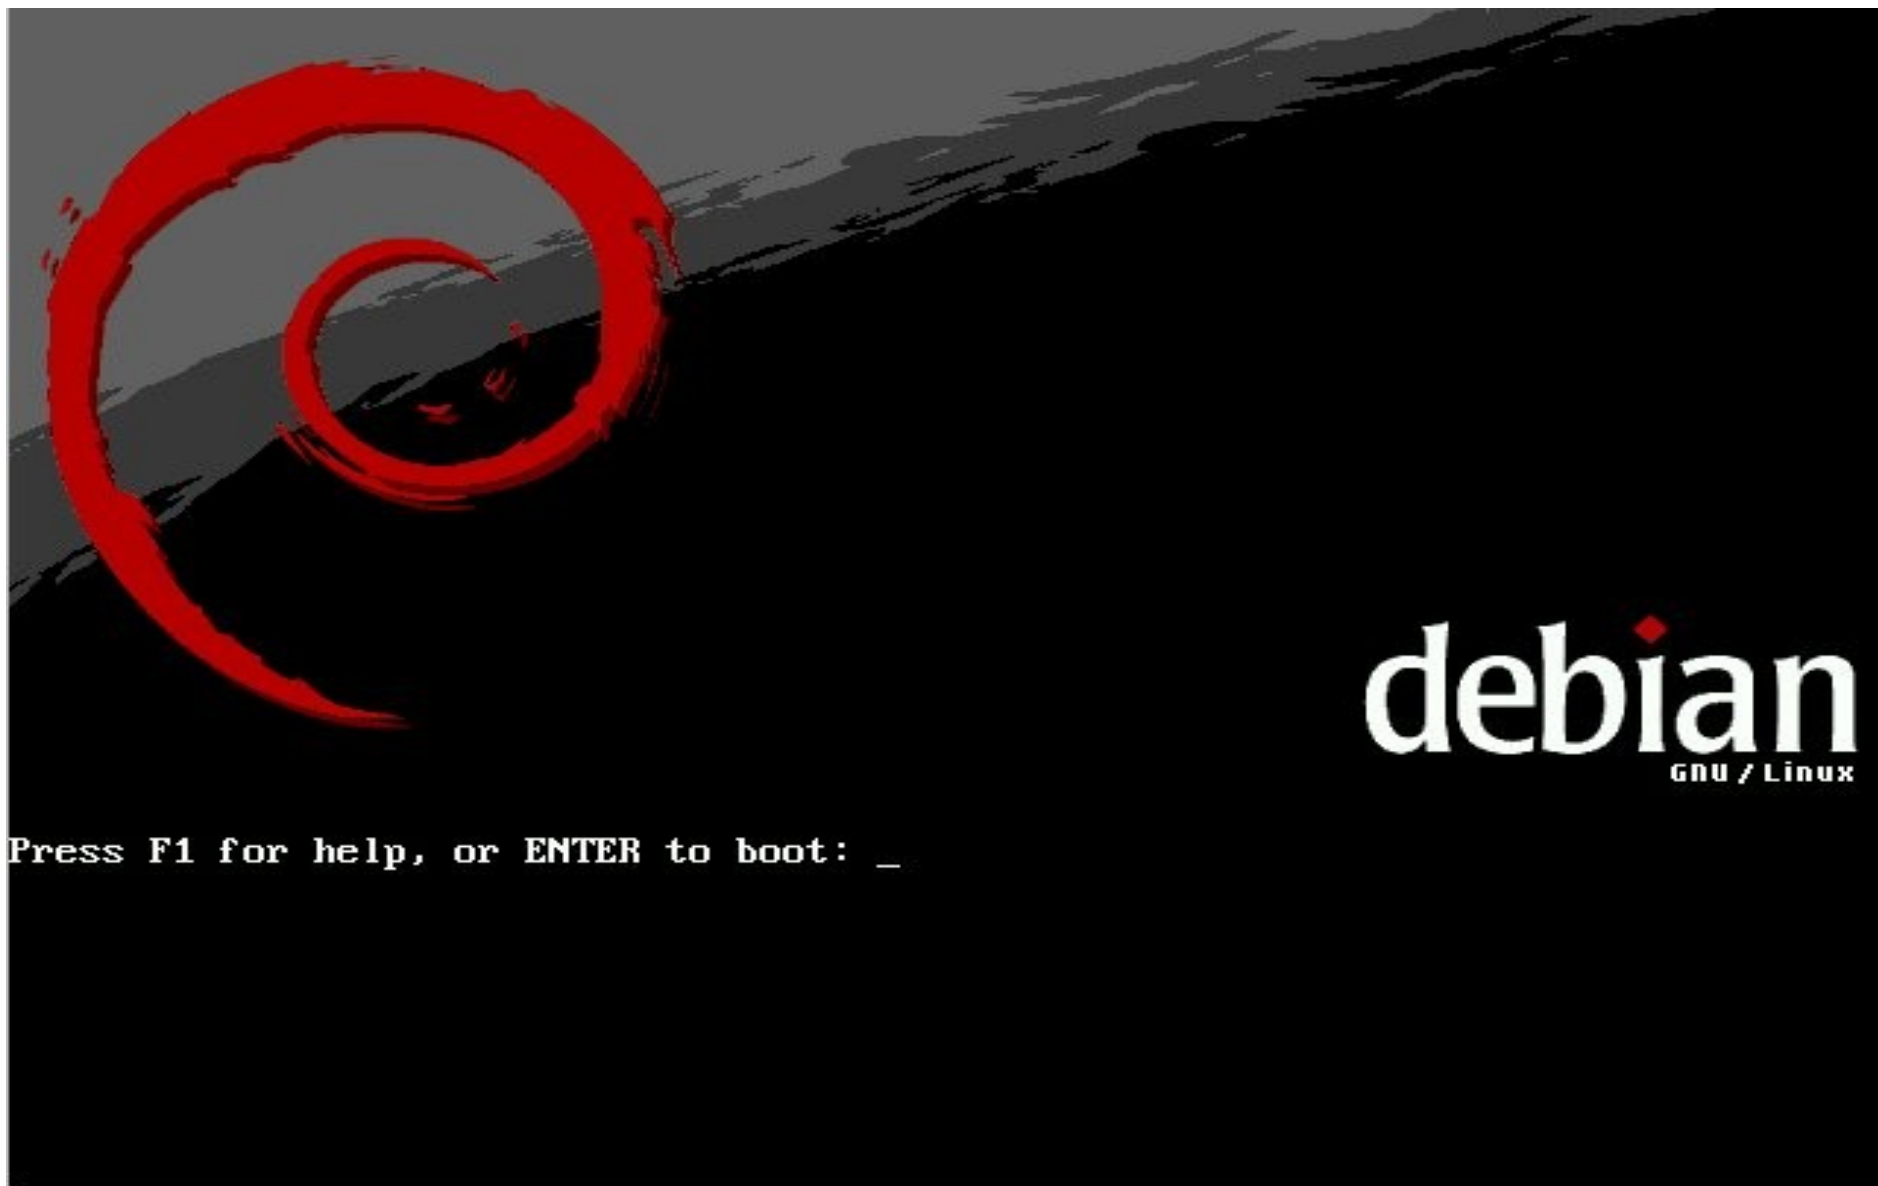 debian
GNU/Linux
Press F1 for help, or ENTER to boot: _